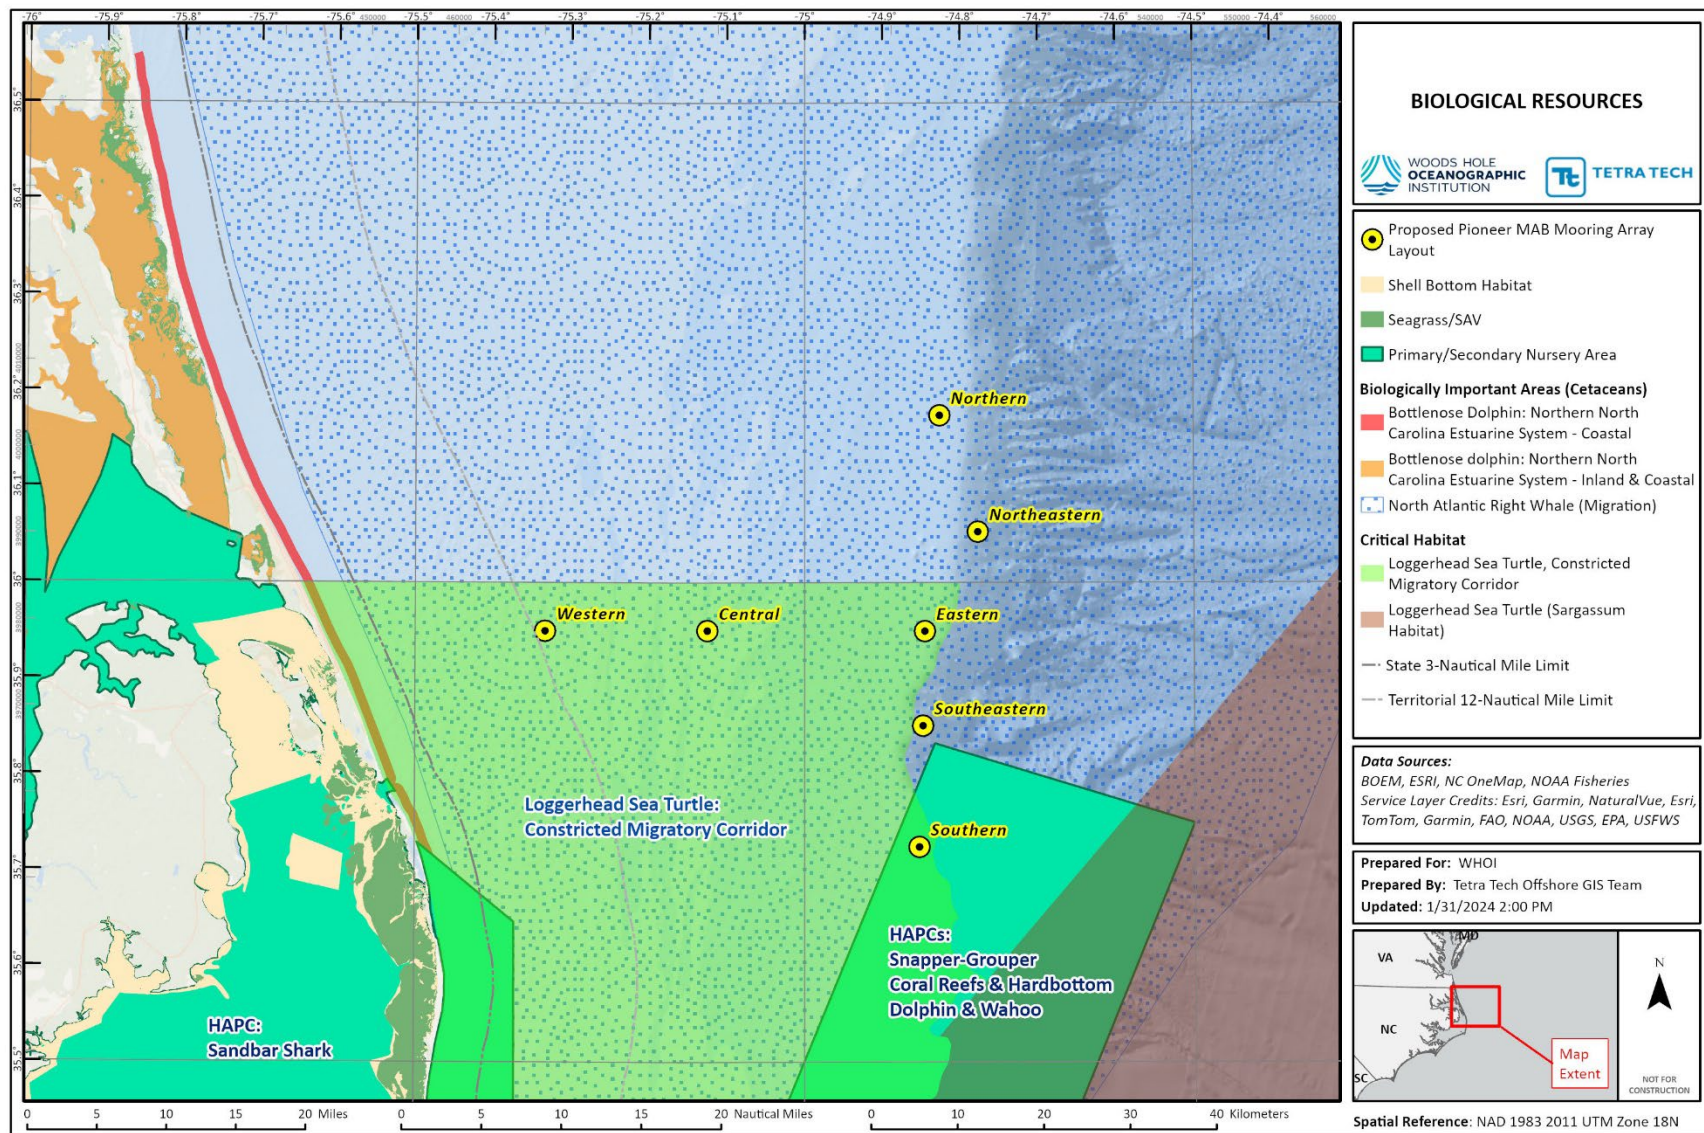 -76° -75.9° -75.8° -75.7° -75.6° 450000 -75.5° 460000 -75.4° -75.3° -75.2° -75.1° -75° -74.9° -74.8° -74.7° -74.6° 540000 -74.5° 550000 -74.4° 560000
36.5°
36.4°
36.3°
4010000
36.2°
4000000
36.1°
3990000
36°
3980000
35.9°
3970000
35.8°
35.7°
35.6°
35.5°
Northern
Northeastern
Western
Central
Eastern
Southeastern
Southern
Loggerhead Sea Turtle:
Constricted Migratory Corridor
HAPCs:
Snapper-Grouper
Coral Reefs & Hardbottom
Dolphin & Wahoo
HAPC:
Sandbar Shark
0 5 10 15 20 Miles
0 5 10 15 20 Nautical Miles
0 10 20 30 40 Kilometers
BIOLOGICAL RESOURCES
WOODS HOLE
OCEANOGRAPHIC
INSTITUTION
Tt TETRA TECH
Proposed Pioneer MAB Mooring Array
Layout
Shell Bottom Habitat
Seagrass/SAV
Primary/Secondary Nursery Area
Biologically Important Areas (Cetaceans)
Bottlenose Dolphin: Northern North
Carolina Estuarine System - Coastal
Bottlenose dolphin: Northern North
Carolina Estuarine System - Inland & Coastal
North Atlantic Right Whale (Migration)
Critical Habitat
Loggerhead Sea Turtle, Constricted
Migratory Corridor
Loggerhead Sea Turtle (Sargassum
Habitat)
State 3-Nautical Mile Limit
Territorial 12-Nautical Mile Limit
Data Sources:
BOEM, ESRI, NC OneMap, NOAA Fisheries
Service Layer Credits: Esri, Garmin, NaturalVue, Esri,
TomTom, Garmin, FAO, NOAA, USGS, EPA, USFWS
Prepared For: WHOI
Prepared By: Tetra Tech Offshore GIS Team
Updated: 1/31/2024 2:00 PM
MD
VA
NC
SC
Map
Extent
N
NOT FOR
CONSTRUCTION
Spatial Reference: NAD 1983 2011 UTM Zone 18N